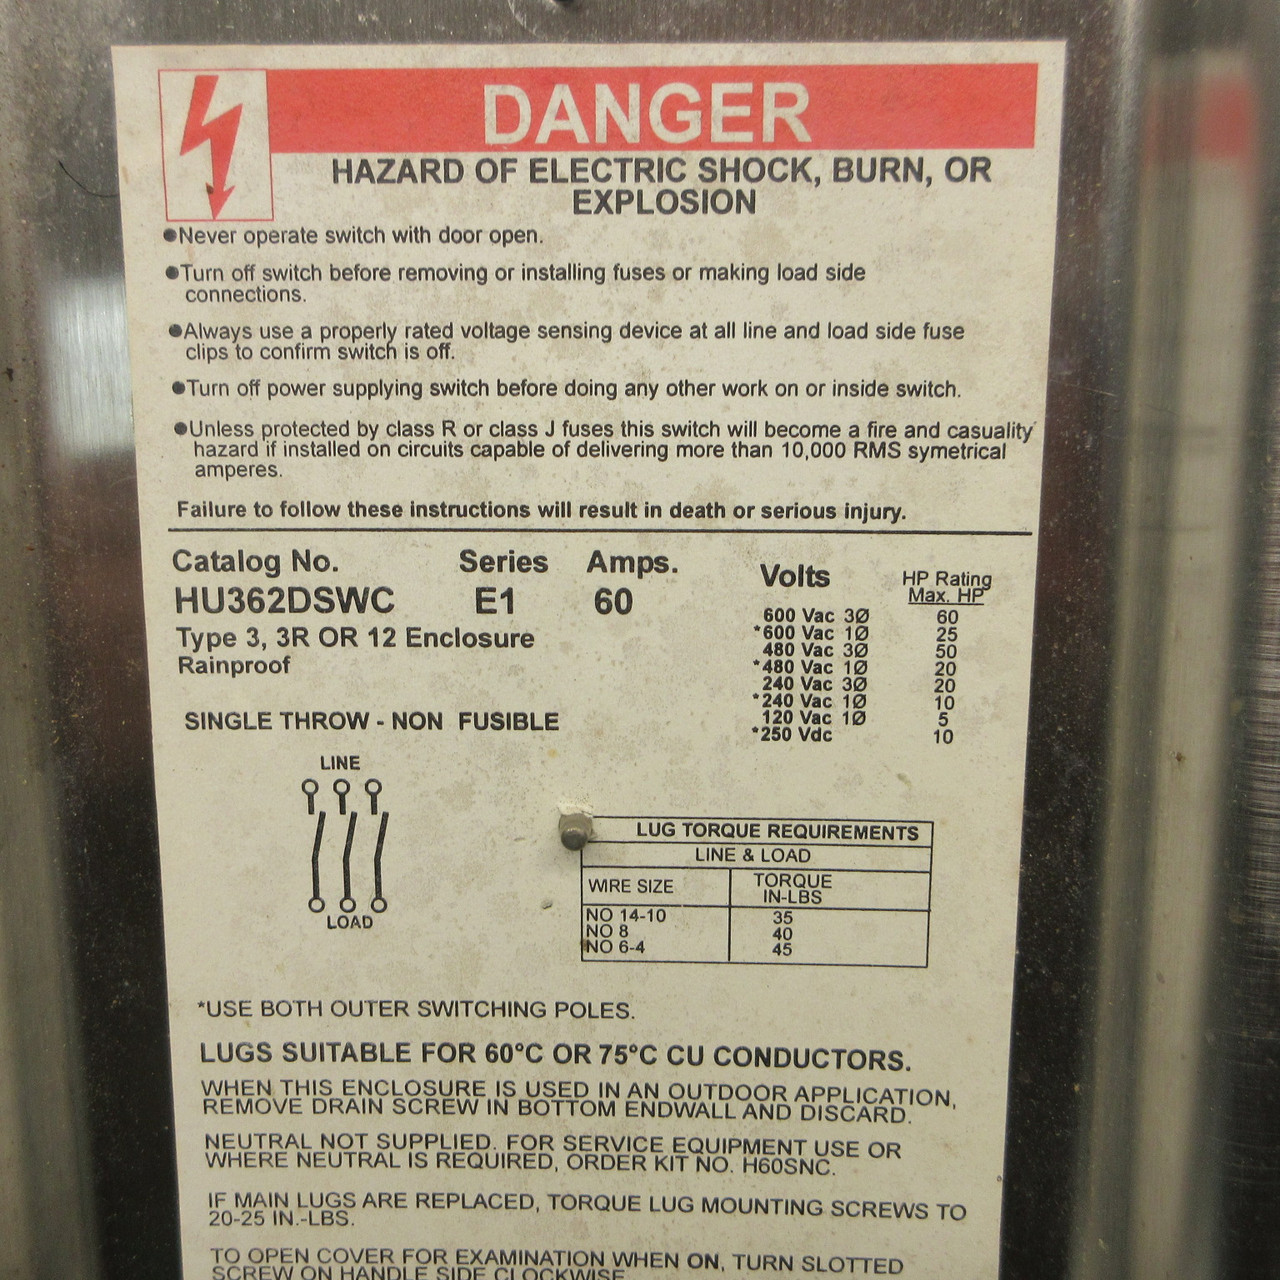 DANGER
HAZARD OF ELECTRIC SHOCK, BURN, OR
EXPLOSION
●Never operate switch with door open.
●Turn off switch before removing or installing fuses or making load side
connections.
●Always use a properly rated voltage sensing device at all line and load side fuse
clips to confirm switch is off.
●Turn off power supplying switch before doing any other work on or inside switch.
●Unless protected by class R or class J fuses this switch will become a fire and casuality
hazard if installed on circuits capable of delivering more than 10,000 RMS symetrical
amperes.
Failure to follow these instructions will result in death or serious injury.
Catalog No. Series Amps.
HU362DSWC E1 60
Type 3, 3R OR 12 Enclosure
Rainproof
SINGLE THROW - NON FUSIBLE
LINE
LOAD
Volts HP Rating
Max. HP
600 Vac 3Ø 60
*600 Vac 1Ø 25
480 Vac 3Ø 50
*480 Vac 1Ø 20
240 Vac 3Ø 20
*240 Vac 1Ø 10
120 Vac 1Ø 5
*250 Vdc 10
LUG TORQUE REQUIREMENTS
LINE & LOAD
WIRE SIZE TORQUE
IN-LBS
NO 14-10 35
NO 8 40
NO 6-4 45
*USE BOTH OUTER SWITCHING POLES.
LUGS SUITABLE FOR 60°C OR 75°C CU CONDUCTORS.
WHEN THIS ENCLOSURE IS USED IN AN OUTDOOR APPLICATION,
REMOVE DRAIN SCREW IN BOTTOM ENDWALL AND DISCARD.
NEUTRAL NOT SUPPLIED. FOR SERVICE EQUIPMENT USE OR
WHERE NEUTRAL IS REQUIRED, ORDER KIT NO. H60SNC.
IF MAIN LUGS ARE REPLACED, TORQUE LUG MOUNTING SCREWS TO
20-25 IN.-LBS.
TO OPEN COVER FOR EXAMINATION WHEN ON, TURN SLOTTED
SCREW ON HANDLE SIDE CLOCKWISE